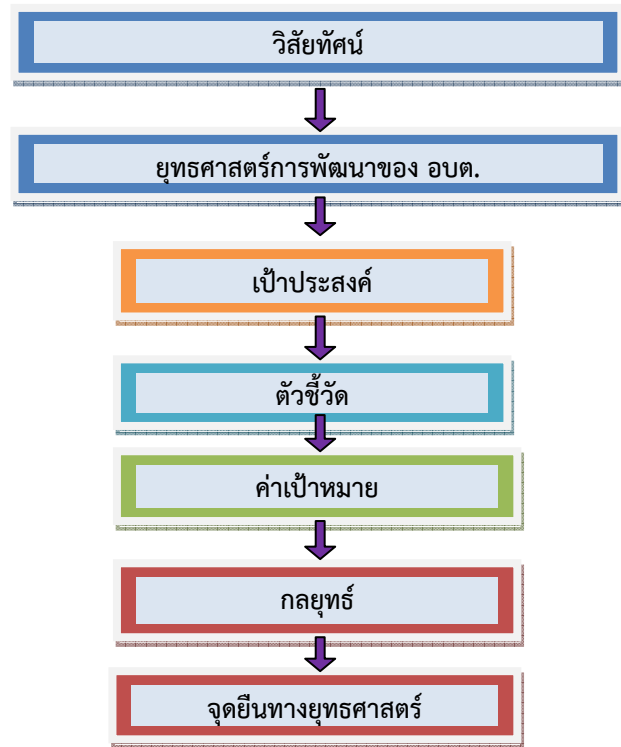 วิสัยทัศน์
ยุทธศาสตร์การพัฒนาของ อบต.
เป้าประสงค์
ตัวชี้วัด
ค่าเป้าหมาย
กลยุทธ์
จุดยืนทางยุทธศาสตร์